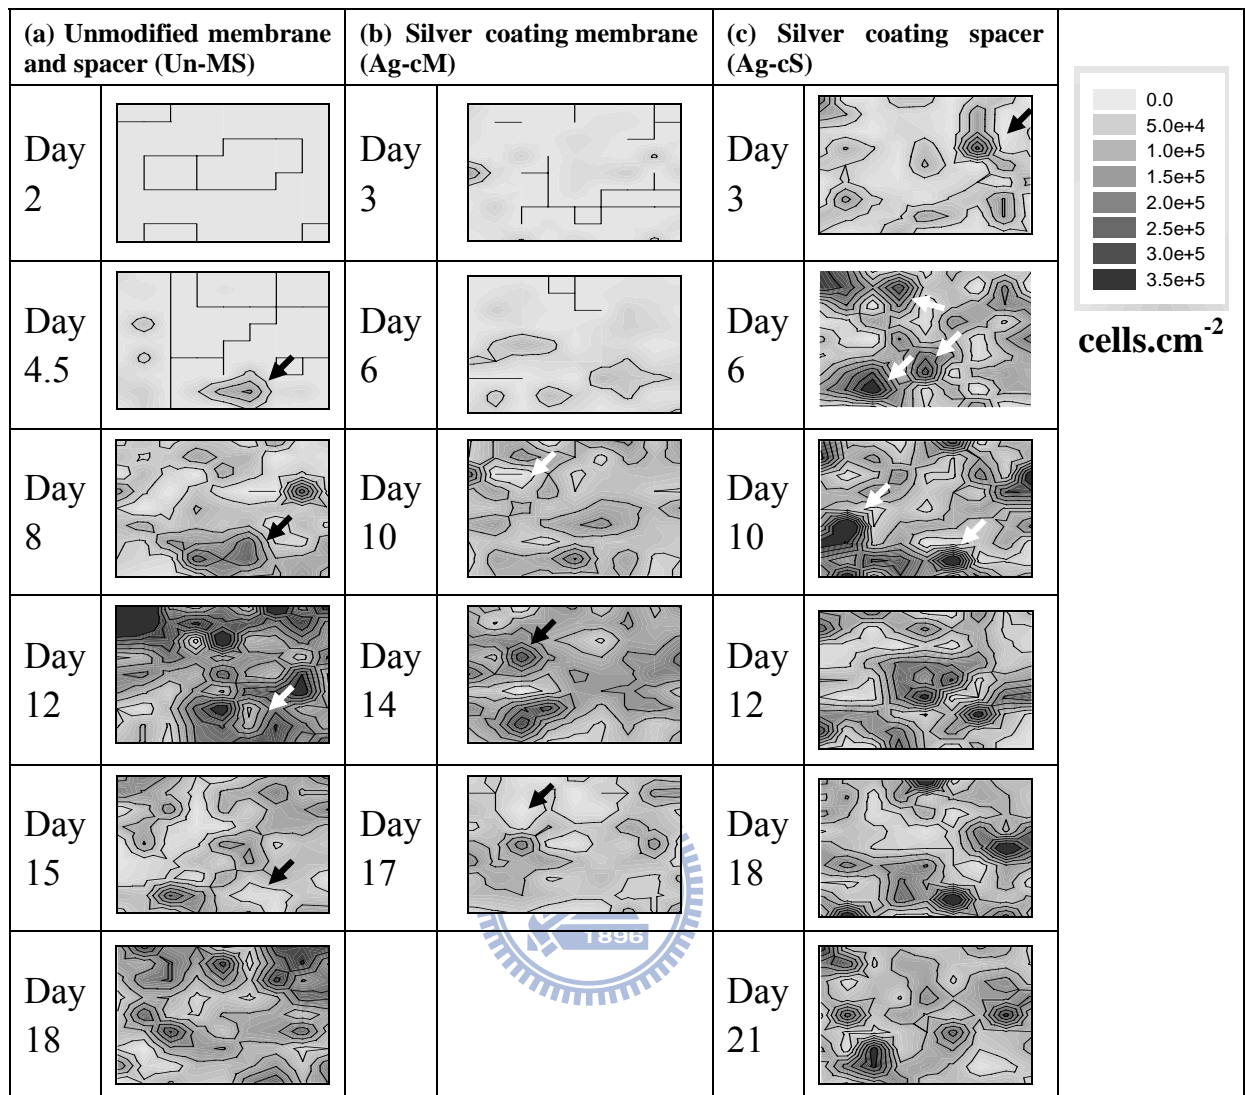 (a) Unmodified membrane
and spacer (Un-MS)
(b) Silver coating membrane
(Ag-cM)
(c) Silver coating spacer
(Ag-cS)
Day
2
Day
3
Day
3
0.0
5.0e+4
1.0e+5
1.5e+5
2.0e+5
2.5e+5
3.0e+5
3.5e+5
cells.cm-2
Day
4.5
Day
6
Day
6
Day
8
Day
10
Day
10
Day
12
Day
14
Day
12
Day
15
Day
17
Day
18
1896
Day
18
Day
21